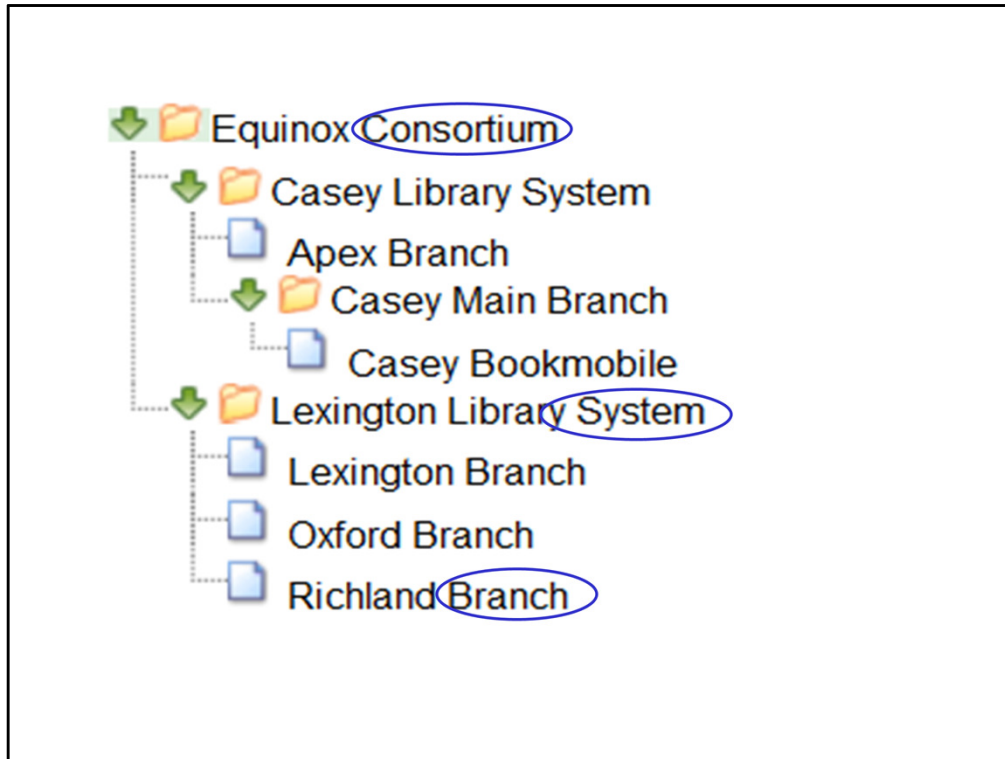 Equinox Consortium
Casey Library System
Apex Branch
Casey Main Branch
Casey Bookmobile
Lexington Library System
Lexington Branch
Oxford Branch
Richland Branch